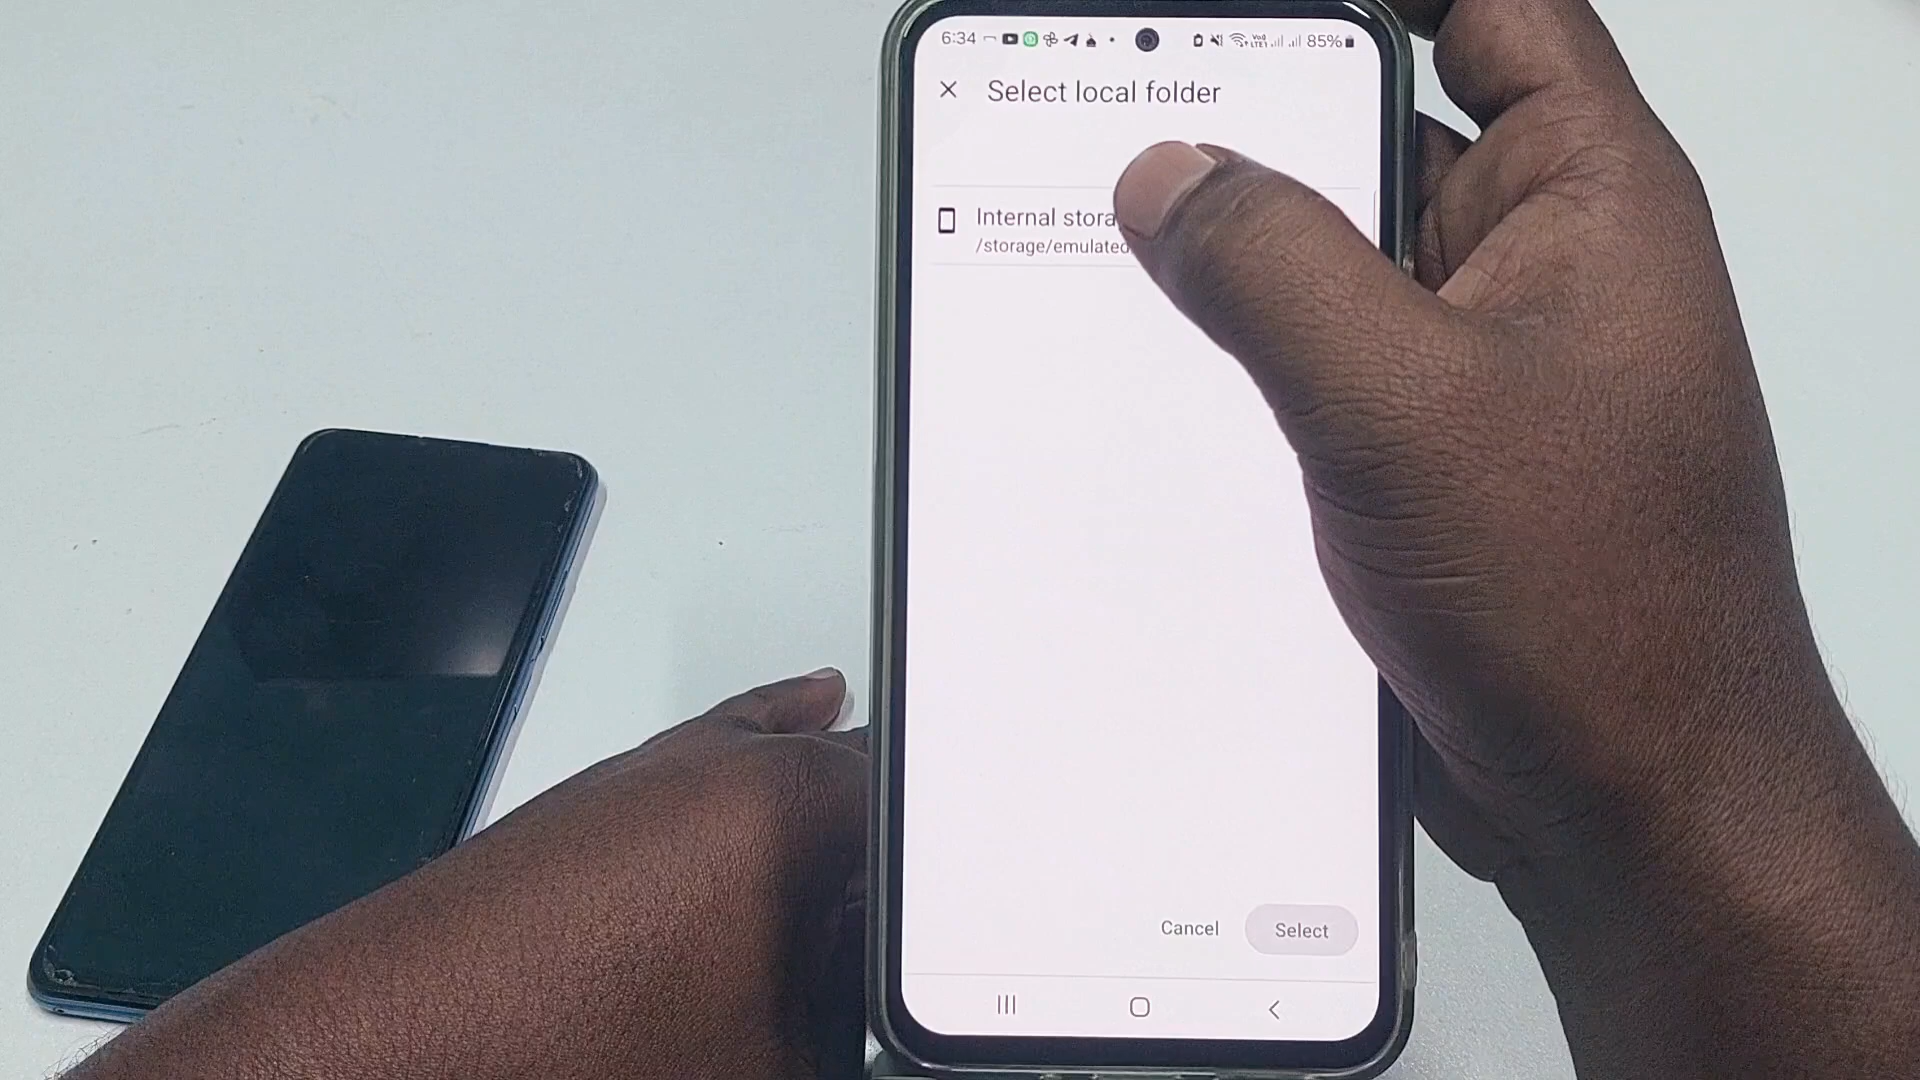 6:34 85%
Select local folder
Internal stora
/storage/emulated
Cancel Select